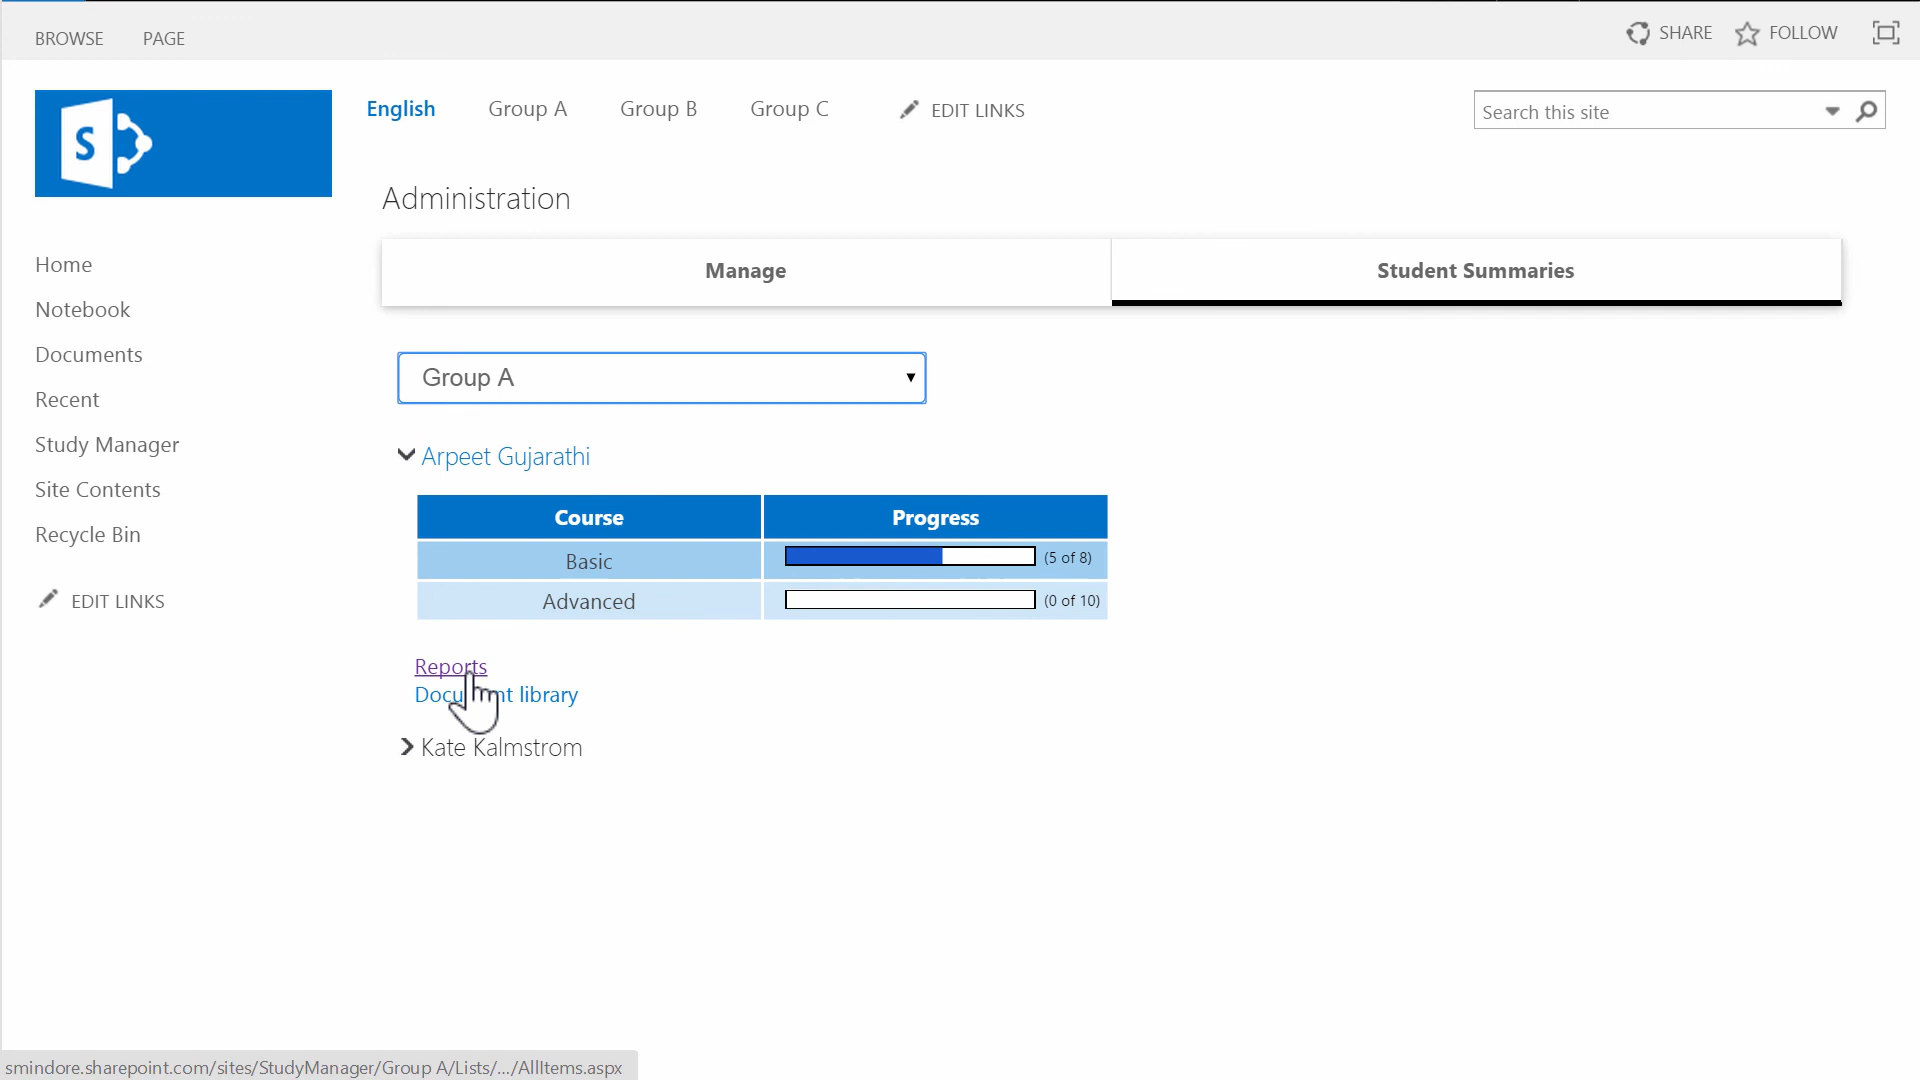 BROWSE PAGE SHARE FOLLOW
S
English Group A Group B Group C EDIT LINKS Search this site
Administration
Manage Student Summaries
Home
Notebook
Documents
Recent
Study Manager
Site Contents
Recycle Bin
EDIT LINKS
Group A
Arpeet Gujarathi
Course Progress
Basic (5 of 8)
Advanced (0 of 10)
Reports
Document library
Kate Kalmstrom
smindore.sharepoint.com/sites/StudyManager/Group A/Lists/.../AllItems.aspx